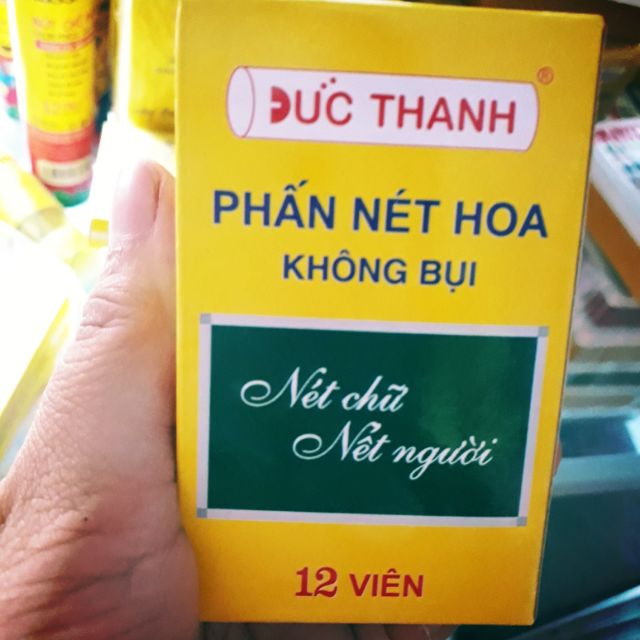 ĐỨC THANH
®
PHẤN NÉT HOA
KHÔNG BỤI
Nét chữ
Nết người
12 VIÊN